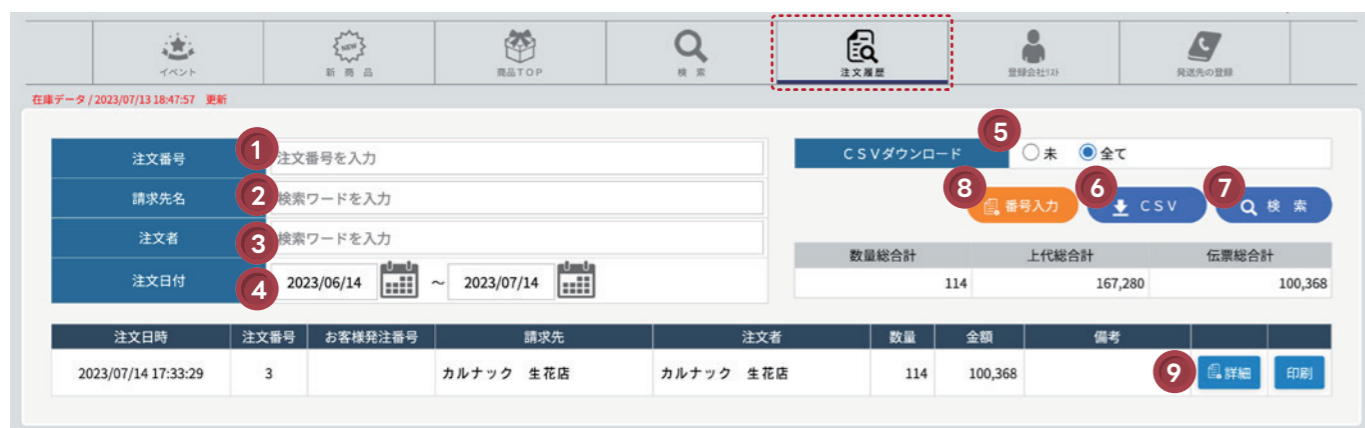 NEW
イベント 新商品 商品TOP 検索 注文履歴 登録会社リスト 発送先の登録
在庫データ / 2023/07/13 18:47:57 更新
注文番号 1 注文番号を入力
請求先名 2 検索ワードを入力
注文者 3 検索ワードを入力
注文日付 4 2023/06/14 ～ 2023/07/14
CSVダウンロード 5 未 全て
8 番号入力 6 CSV 7 検索
数量総合計 上代総合計 伝票総合計
114 167,280 100,368
注文日時 注文番号 お客様発注番号 請求先 注文者 数量 金額 備考
2023/07/14 17:33:29 3 カルナック 生花店 カルナック 生花店 114 100,368 9 詳細 印刷